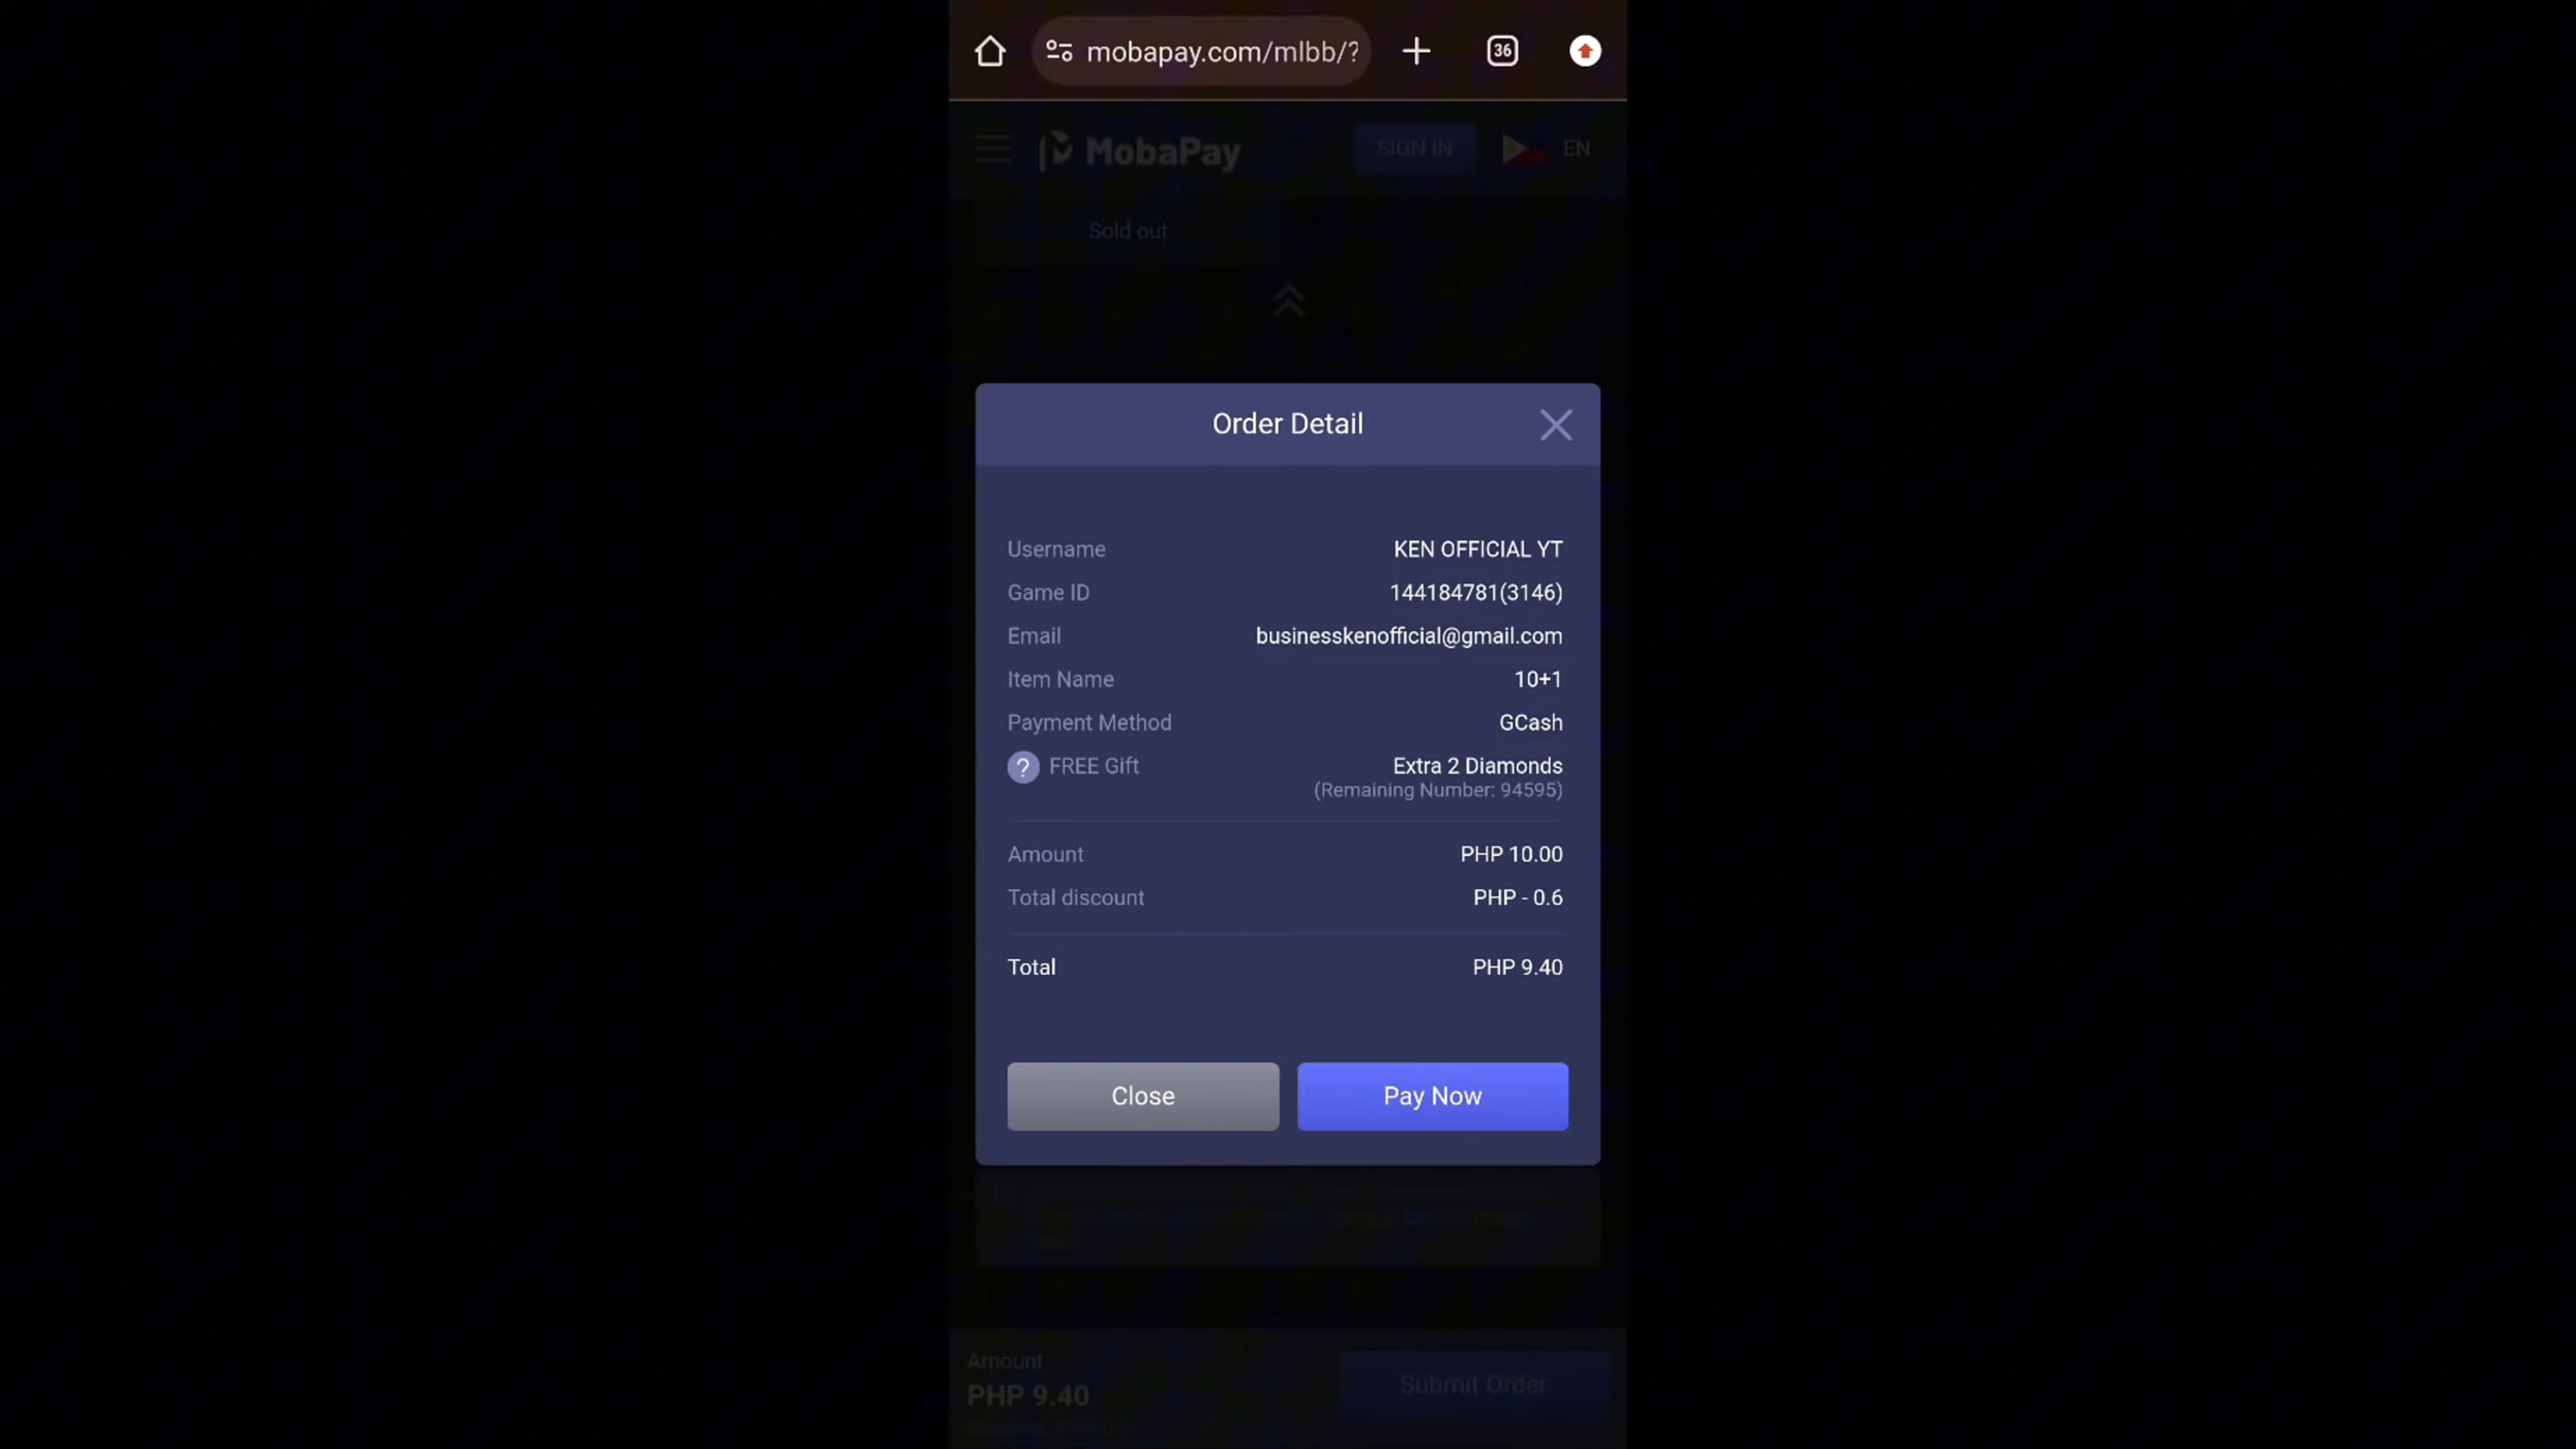 mobapay.com/mlbb/?
36
MobaPay
SIGN IN
EN
Sold out
Order Detail
Username KEN OFFICIAL YT
Game ID 144184781(3146)
Email businesskenofficial@gmail.com
Item Name 10+1
Payment Method GCash
? FREE Gift Extra 2 Diamonds
(Remaining Number: 94595)
Amount PHP 10.00
Total discount PHP - 0.6
Total PHP 9.40
Close
Pay Now
Amount
PHP 9.40
Submit Order